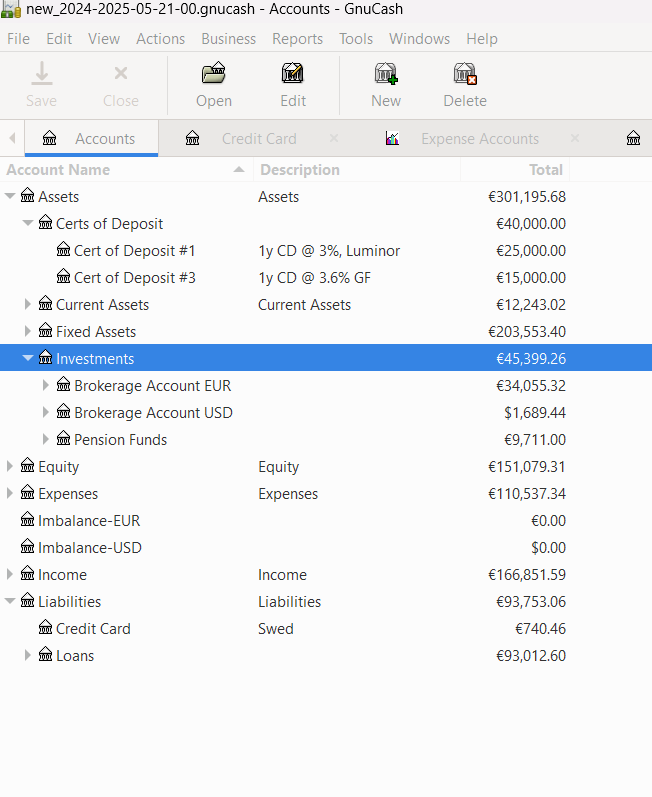 new_2024-2025-05-21-00.gnucash - Accounts - GnuCash
File Edit View Actions Business Reports Tools Windows Help
Save Close Open Edit New Delete
Accounts Credit Card Expense Accounts
Account Name Description Total
Assets Assets €301,195.68
Certs of Deposit €40,000.00
Cert of Deposit #1 1y CD @ 3%, Luminor €25,000.00
Cert of Deposit #3 1y CD @ 3.6% GF €15,000.00
Current Assets Current Assets €12,243.02
Fixed Assets €203,553.40
Investments €45,399.26
Brokerage Account EUR €34,055.32
Brokerage Account USD $1,689.44
Pension Funds €9,711.00
Equity Equity €151,079.31
Expenses Expenses €110,537.34
Imbalance-EUR €0.00
Imbalance-USD $0.00
Income Income €166,851.59
Liabilities Liabilities €93,753.06
Credit Card Swed €740.46
Loans €93,012.60